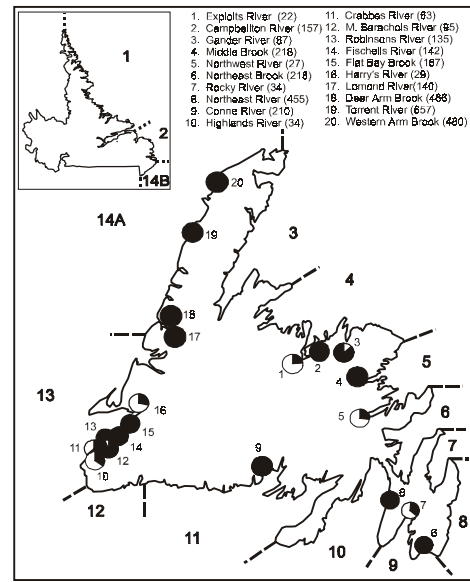 1. Exploits River (22)
2. Campbellton River (157)
3. Gander River (87)
4. Middle Brook (218)
5. Northwest River (27)
6. Northeast Brook (218)
7. Rocky River (34)
8. Northeast River (455)
9. Conne River (210)
10. Highlands River (34)
11. Crabbes River (63)
12. M. Barachois River (95)
13. Robinsons River (135)
14. Fischells River (142)
15. Flat Bay Brook (167)
16. Harry's River (29)
17. Lomond River(140)
18. Deer Arm Brook (486)
19. Torrent River (657)
20. Western Arm Brook (480)
1
2
14B
14A
20
19
3
4
18
17
2
3
1
4
5
13
16
5
6
15
13
14
11
12
10
9
7
12
8
7
8
11
10
9
6